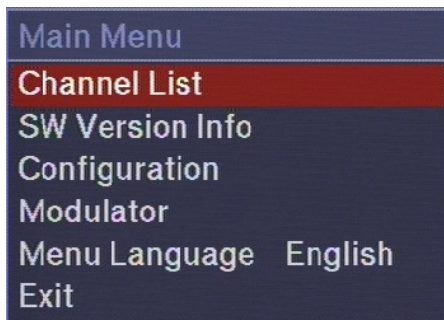 Main Menu
Channel List
SW Version Info
Configuration
Modulator
Menu Language English
Exit